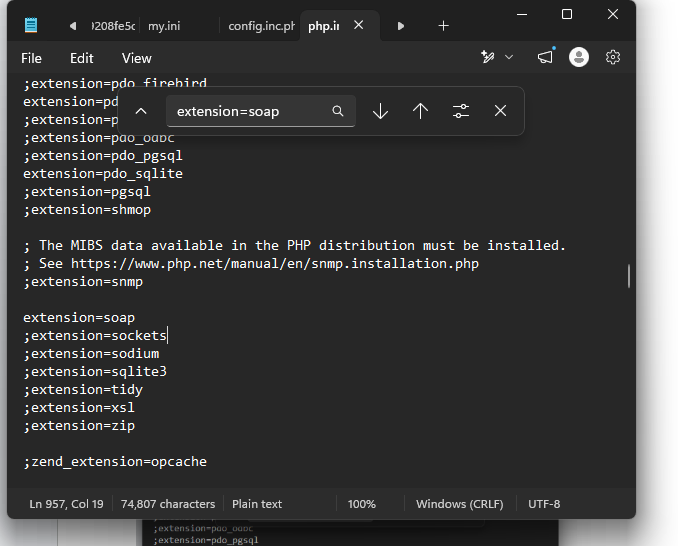 my.ini
config.inc.ph
php.i
File
Edit
View
;extension=pdo_firebird
extension=pd
extension=soap
;extension=p
;extension=pdo_odbc
;extension=pdo_pgsql
extension=pdo_sqlite
;extension=pgsql
;extension=shmop
; The MIBS data available in the PHP distribution must be installed.
; See https://www.php.net/manual/en/snmp.installation.php
;extension=snmp
extension=soap
;extension=sockets
;extension=sodium
;extension=sqlite3
;extension=tidy
;extension=xsl
;extension=zip
;zend_extension=opcache
Ln 957, Col 19
74,807 characters
Plain text
100%
Windows (CRLF)
UTF-8
;extension=pdo_odbc
;extension=pdo_pgsql